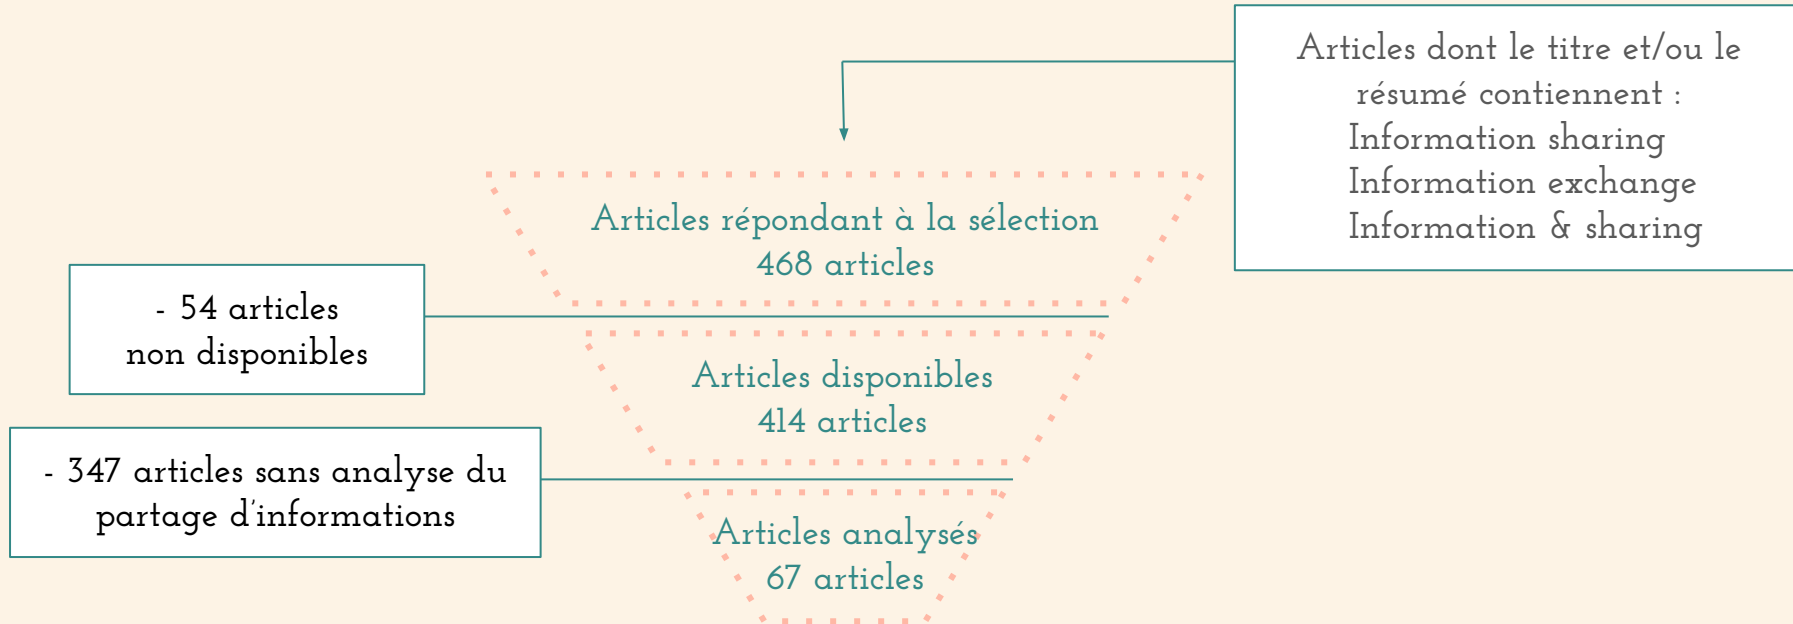 Articles dont le titre et/ou le
résumé contiennent :
Information sharing
Information exchange
Information & sharing
Articles répondant à la sélection
468 articles
- 54 articles
non disponibles
Articles disponibles
414 articles
- 347 articles sans analyse du
partage d'informations
Articles analysés
67 articles